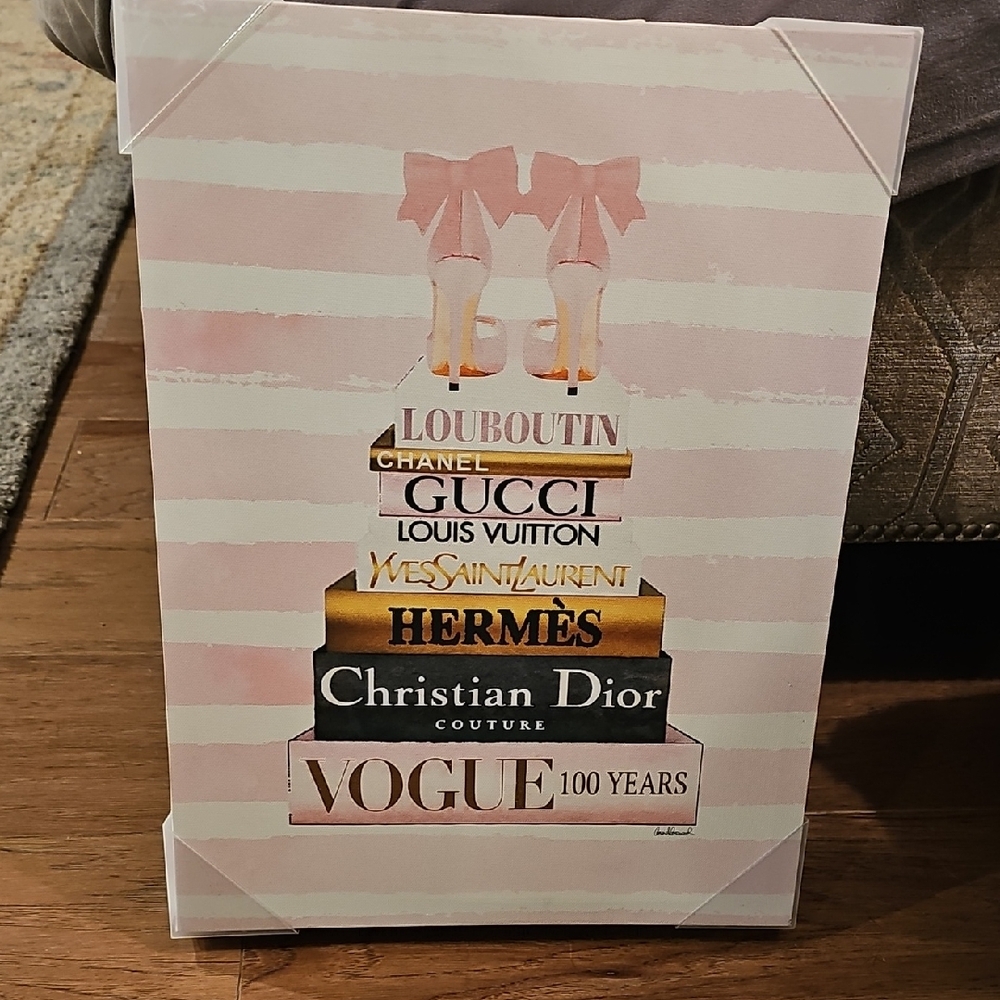 LOUBOUTIN
CHANEL
GUCCI
LOUIS VUITTON
YVESSAINTLAURENT
HERMÈS
Christian Dior
COUTURE
VOGUE 100 YEARS